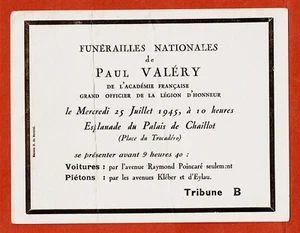 FUNÉRAILLES NATIONALES
de
PAUL VALÉRY
DE L'ACADÉMIE FRANÇAISE
GRAND OFFICIER DE LA LÉGION D'HONNEUR
le Mercredi 25 Juillet 1945, à 10 heures
Esplanade du Palais de Chaillot
(Place du Trocadéro)
se présenter avant 9 heures 40 :
Voitures : par l'avenue Raymond Poincaré seulement
Piétons : par les avenues Kléber et d'Eylau.
Tribune B